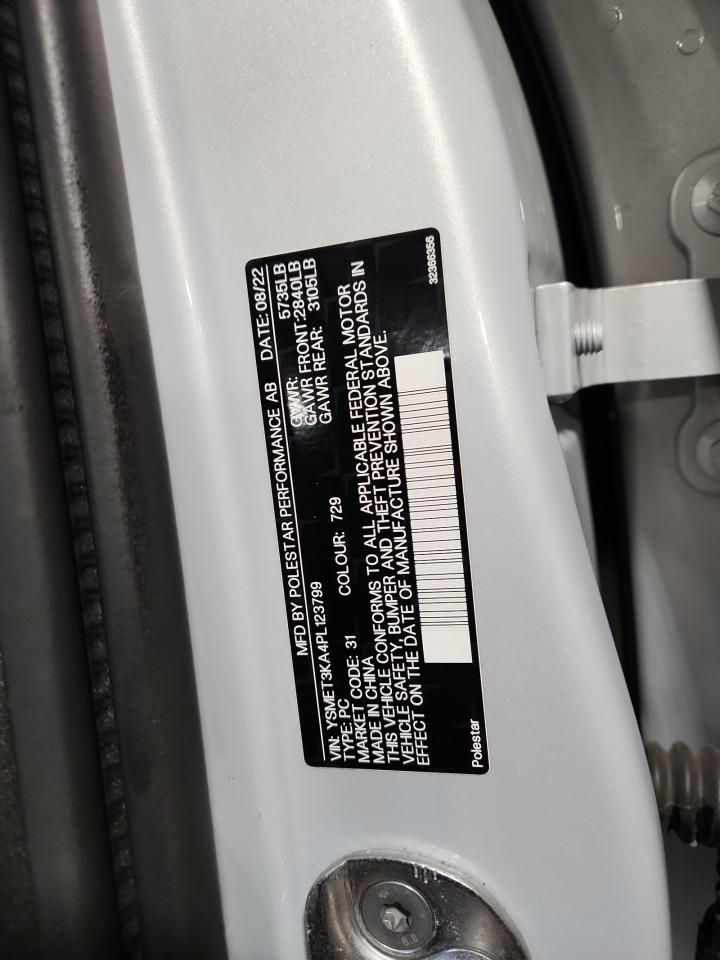 MFD BY POLESTAR PERFORMANCE AB DATE: 08/22
VIN: YSMET3KA4PL123799 GVWR: 5735LB
TYPE: PC GAWR FRONT: 2840LB
MARKET CODE: 31 COLOUR: 729 GAWR REAR: 3105LB
MADE IN CHINA
THIS VEHICLE CONFORMS TO ALL APPLICABLE FEDERAL MOTOR
VEHICLE SAFETY, BUMPER AND THEFT PREVENTION STANDARDS IN
EFFECT ON THE DATE OF MANUFACTURE SHOWN ABOVE.
Polestar 32366356